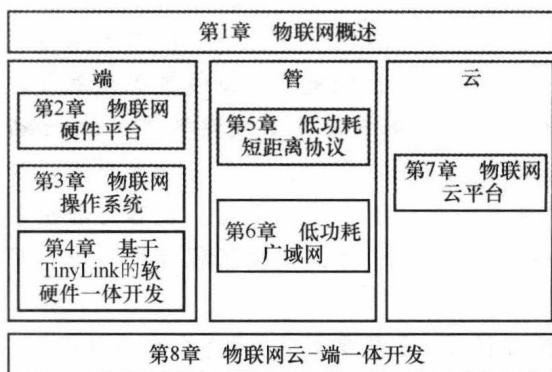 第1章 物联网概述
端
第2章 物联网
硬件平台
第3章 物联网
操作系统
第4章 基于
TinyLink的软
硬件一体开发
管
第5章 低功耗
短距离协议
第6章 低功耗
广域网
云
第7章 物联网
云平台
第8章 物联网云-端一体开发